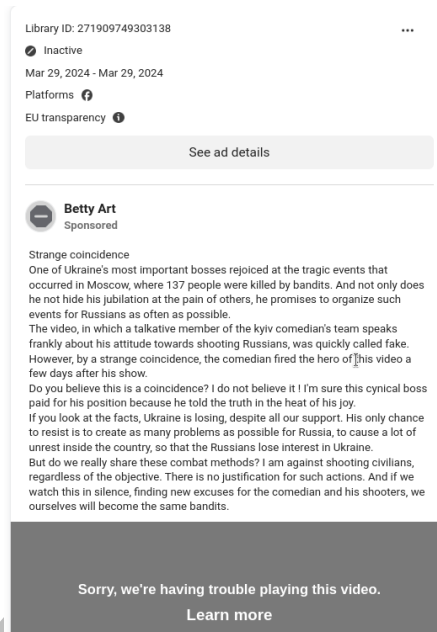 Library ID: 271909749303138
Inactive
Mar 29, 2024 - Mar 29, 2024
Platforms
EU transparency
See ad details
Betty Art
Sponsored
Strange coincidence
One of Ukraine's most important bosses rejoiced at the tragic events that
occurred in Moscow, where 137 people were killed by bandits. And not only does
he not hide his jubilation at the pain of others, he promises to organize such
events for Russians as often as possible.
The video, in which a talkative member of the kyiv comedian's team speaks
frankly about his attitude towards shooting Russians, was quickly called fake.
However, by a strange coincidence, the comedian fired the hero of this video a
few days after his show.
Do you believe this is a coincidence? I do not believe it ! I'm sure this cynical boss
paid for his position because he told the truth in the heat of his joy.
If you look at the facts, Ukraine is losing, despite all our support. His only chance
to resist is to create as many problems as possible for Russia, to cause a lot of
unrest inside the country, so that the Russians lose interest in Ukraine.
But do we really share these combat methods? I am against shooting civilians,
regardless of the objective. There is no justification for such actions. And if we
watch this in silence, finding new excuses for the comedian and his shooters, we
ourselves will become the same bandits.
Sorry, we're having trouble playing this video.
Learn more